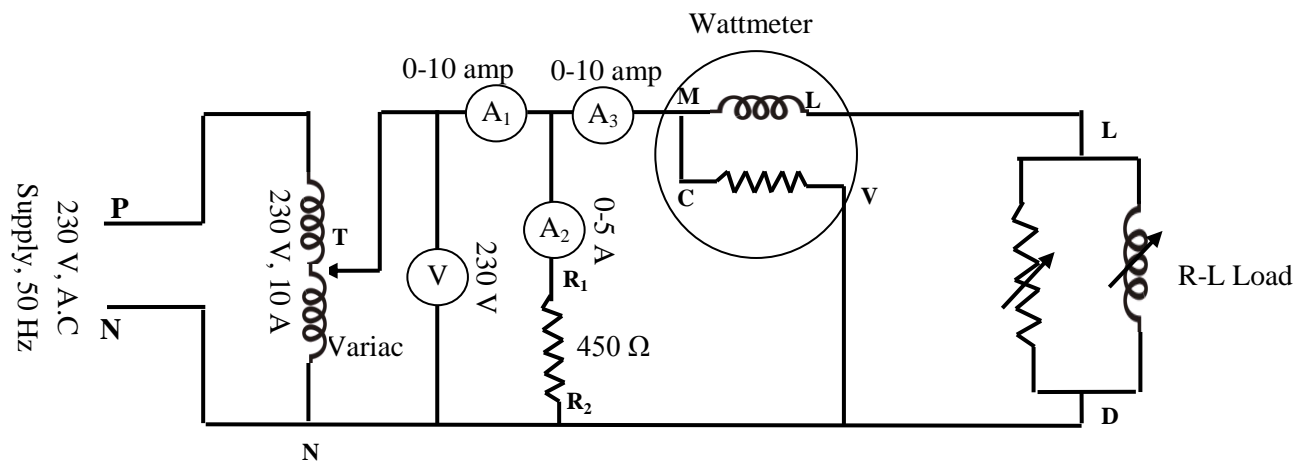 Wattmeter
0-10 amp
0-10 amp
A1
A3
M
L
L
P
230 V, A.C
Supply, 50 Hz
N
230 V, 10 A
T
Variac
V
230 V
A2
0-5 A
R1
450 Ω
R2
C
V
R-L Load
D
N